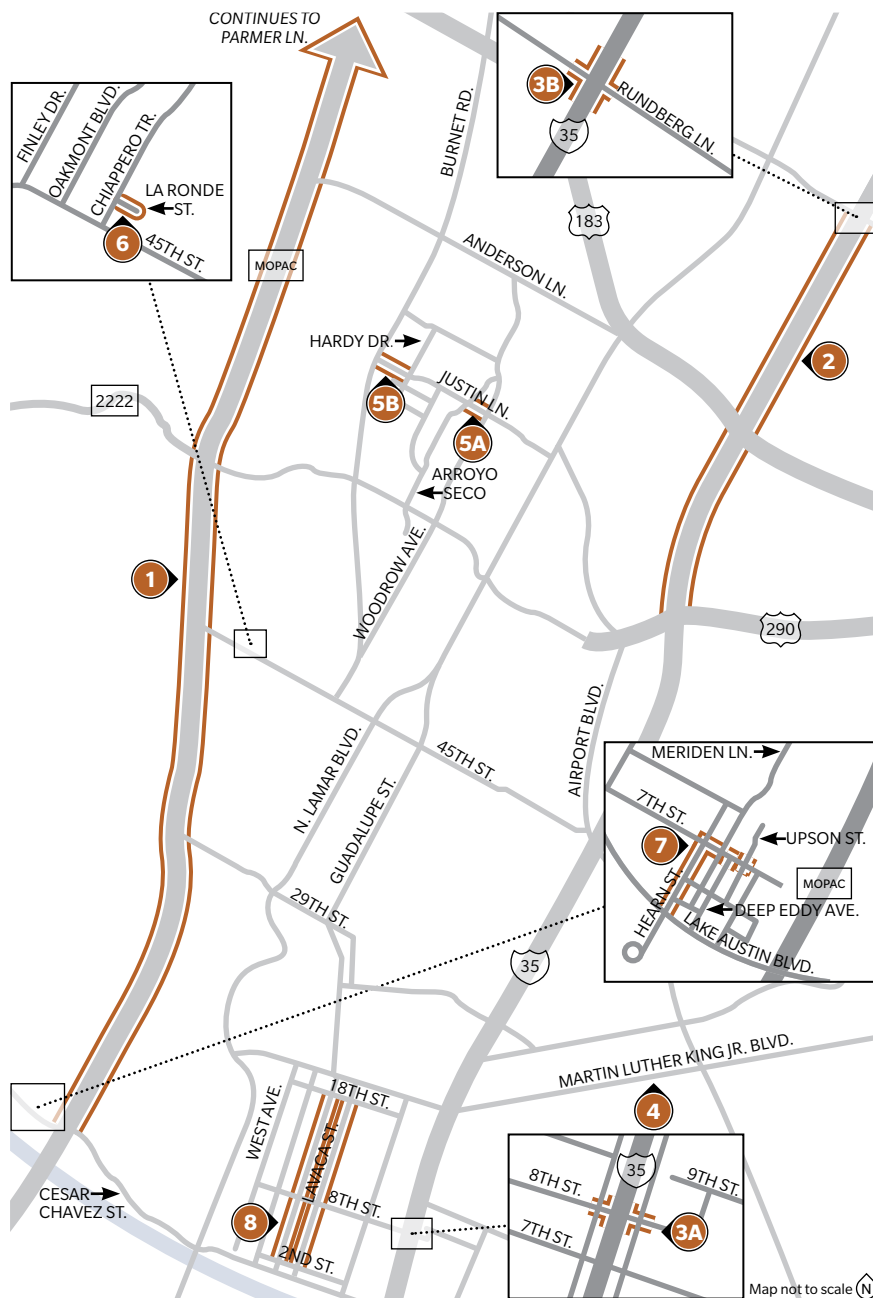 CONTINUES TO
PARMER LN.
3B
RUNDBERG LN.
35
BURNET RD.
FINLEY DR.
OAKMONT BLVD.
CHIAPPERO TR.
LA RONDE
ST.
6
45TH ST.
MOPAC
183
ANDERSON LN.
HARDY DR.
2
JUSTIN LN.
2222
5B
5A
ARROYO
SECO
1
WOODROW AVE.
290
AIRPORT BLVD.
N. LAMAR BLVD.
45TH ST.
GUADALUPE ST.
MERIDEN LN.
7TH ST.
UPSON ST.
7
MOPAC
HEARN ST.
DEEP EDDY AVE.
LAKE AUSTIN BLVD.
29TH ST.
35
MARTIN LUTHER KING JR. BLVD.
18TH ST.
4
WEST AVE.
LAVACA ST.
35
8TH ST.
9TH ST.
CESAR
CHAVEZ ST.
8
8TH ST.
7TH ST.
3A
2ND ST.
Map not to scale N